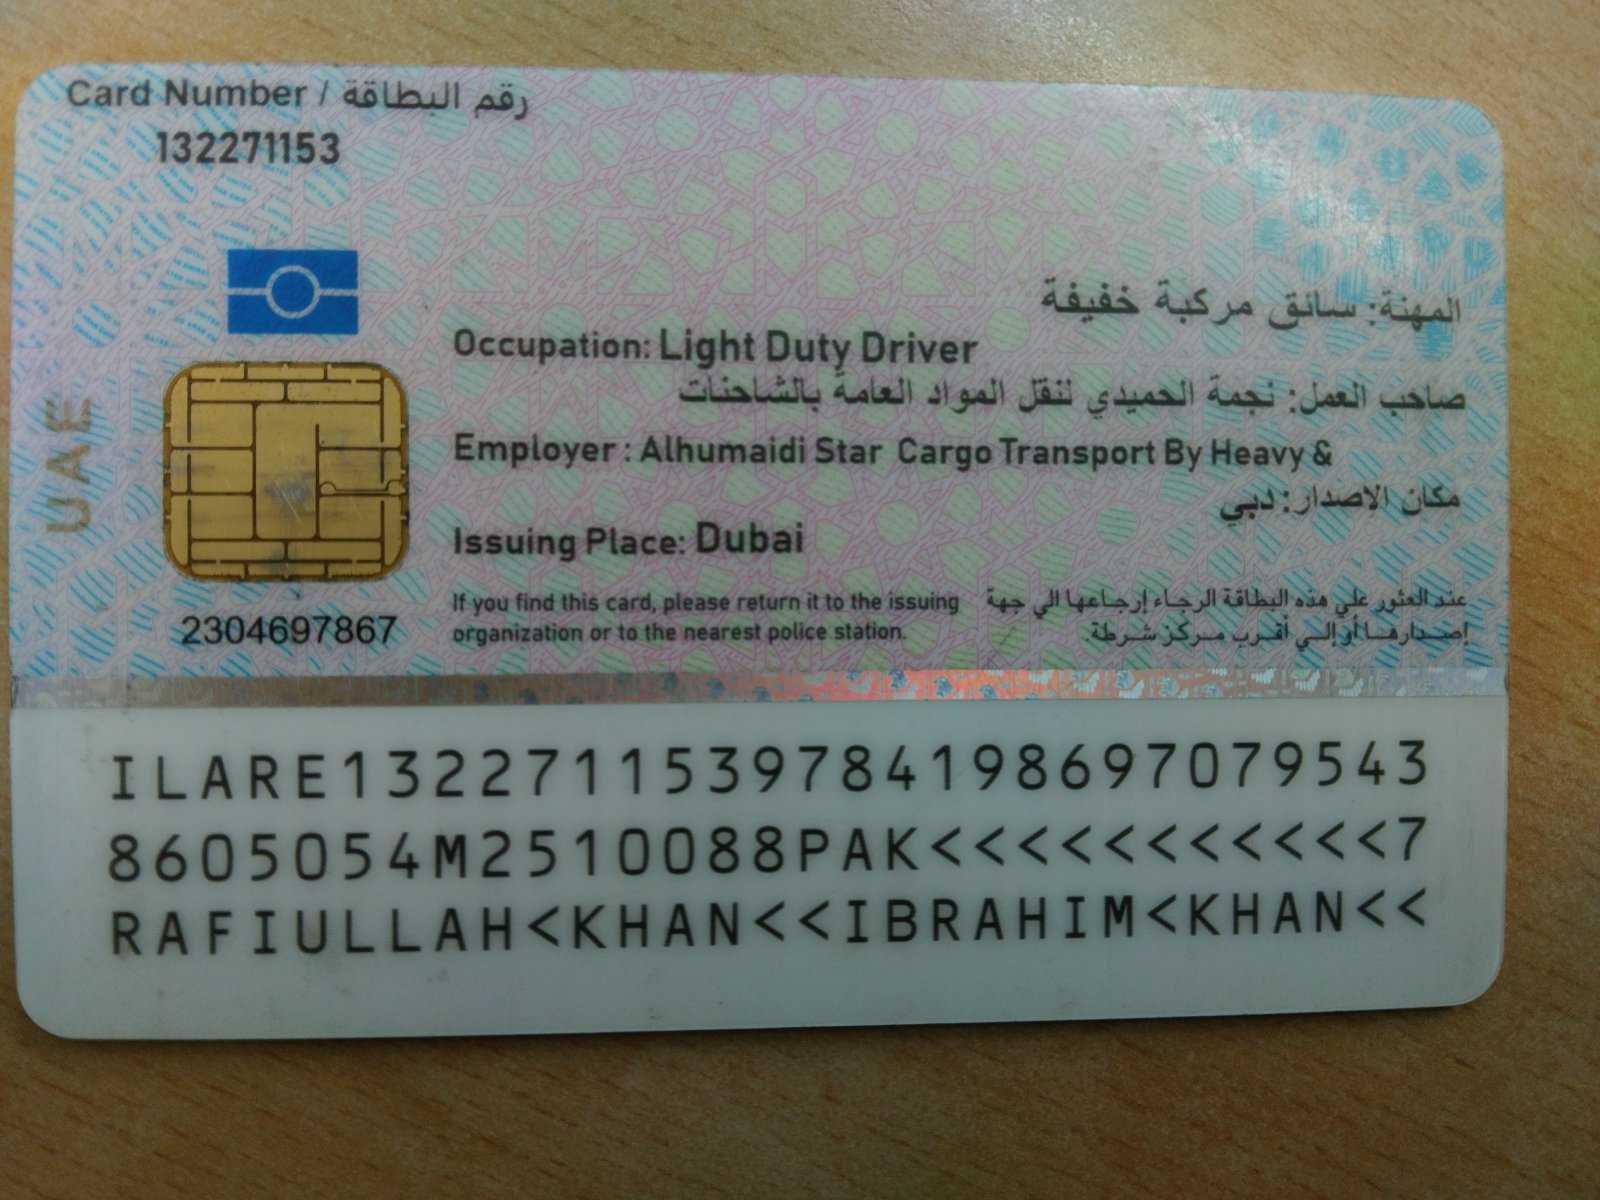 Card Number / رقم البطاقة
132271153
المهنة: سائق مركبة خفيفة
Occupation: Light Duty Driver
صاحب العمل: نجمة الحميدي لنقل المواد العامة بالشاحنات
Employer : Alhumaidi Star Cargo Transport By Heavy &
مكان الاصدار: دبي
Issuing Place: Dubai
UAE
2304697867
If you find this card, please return it to the issuing
organization or to the nearest police station.
عند العثور علي هذه البطاقة الرجاء إرجاعها الي جهة
إصدارها أو إلي أقرب مركز شرطة.
ILARE1322711539784198697079543
8605054M2510088PAK<<<<<<<<<<<7
RAFIULLAH<KHAN<<IBRAHIM<KHAN<<